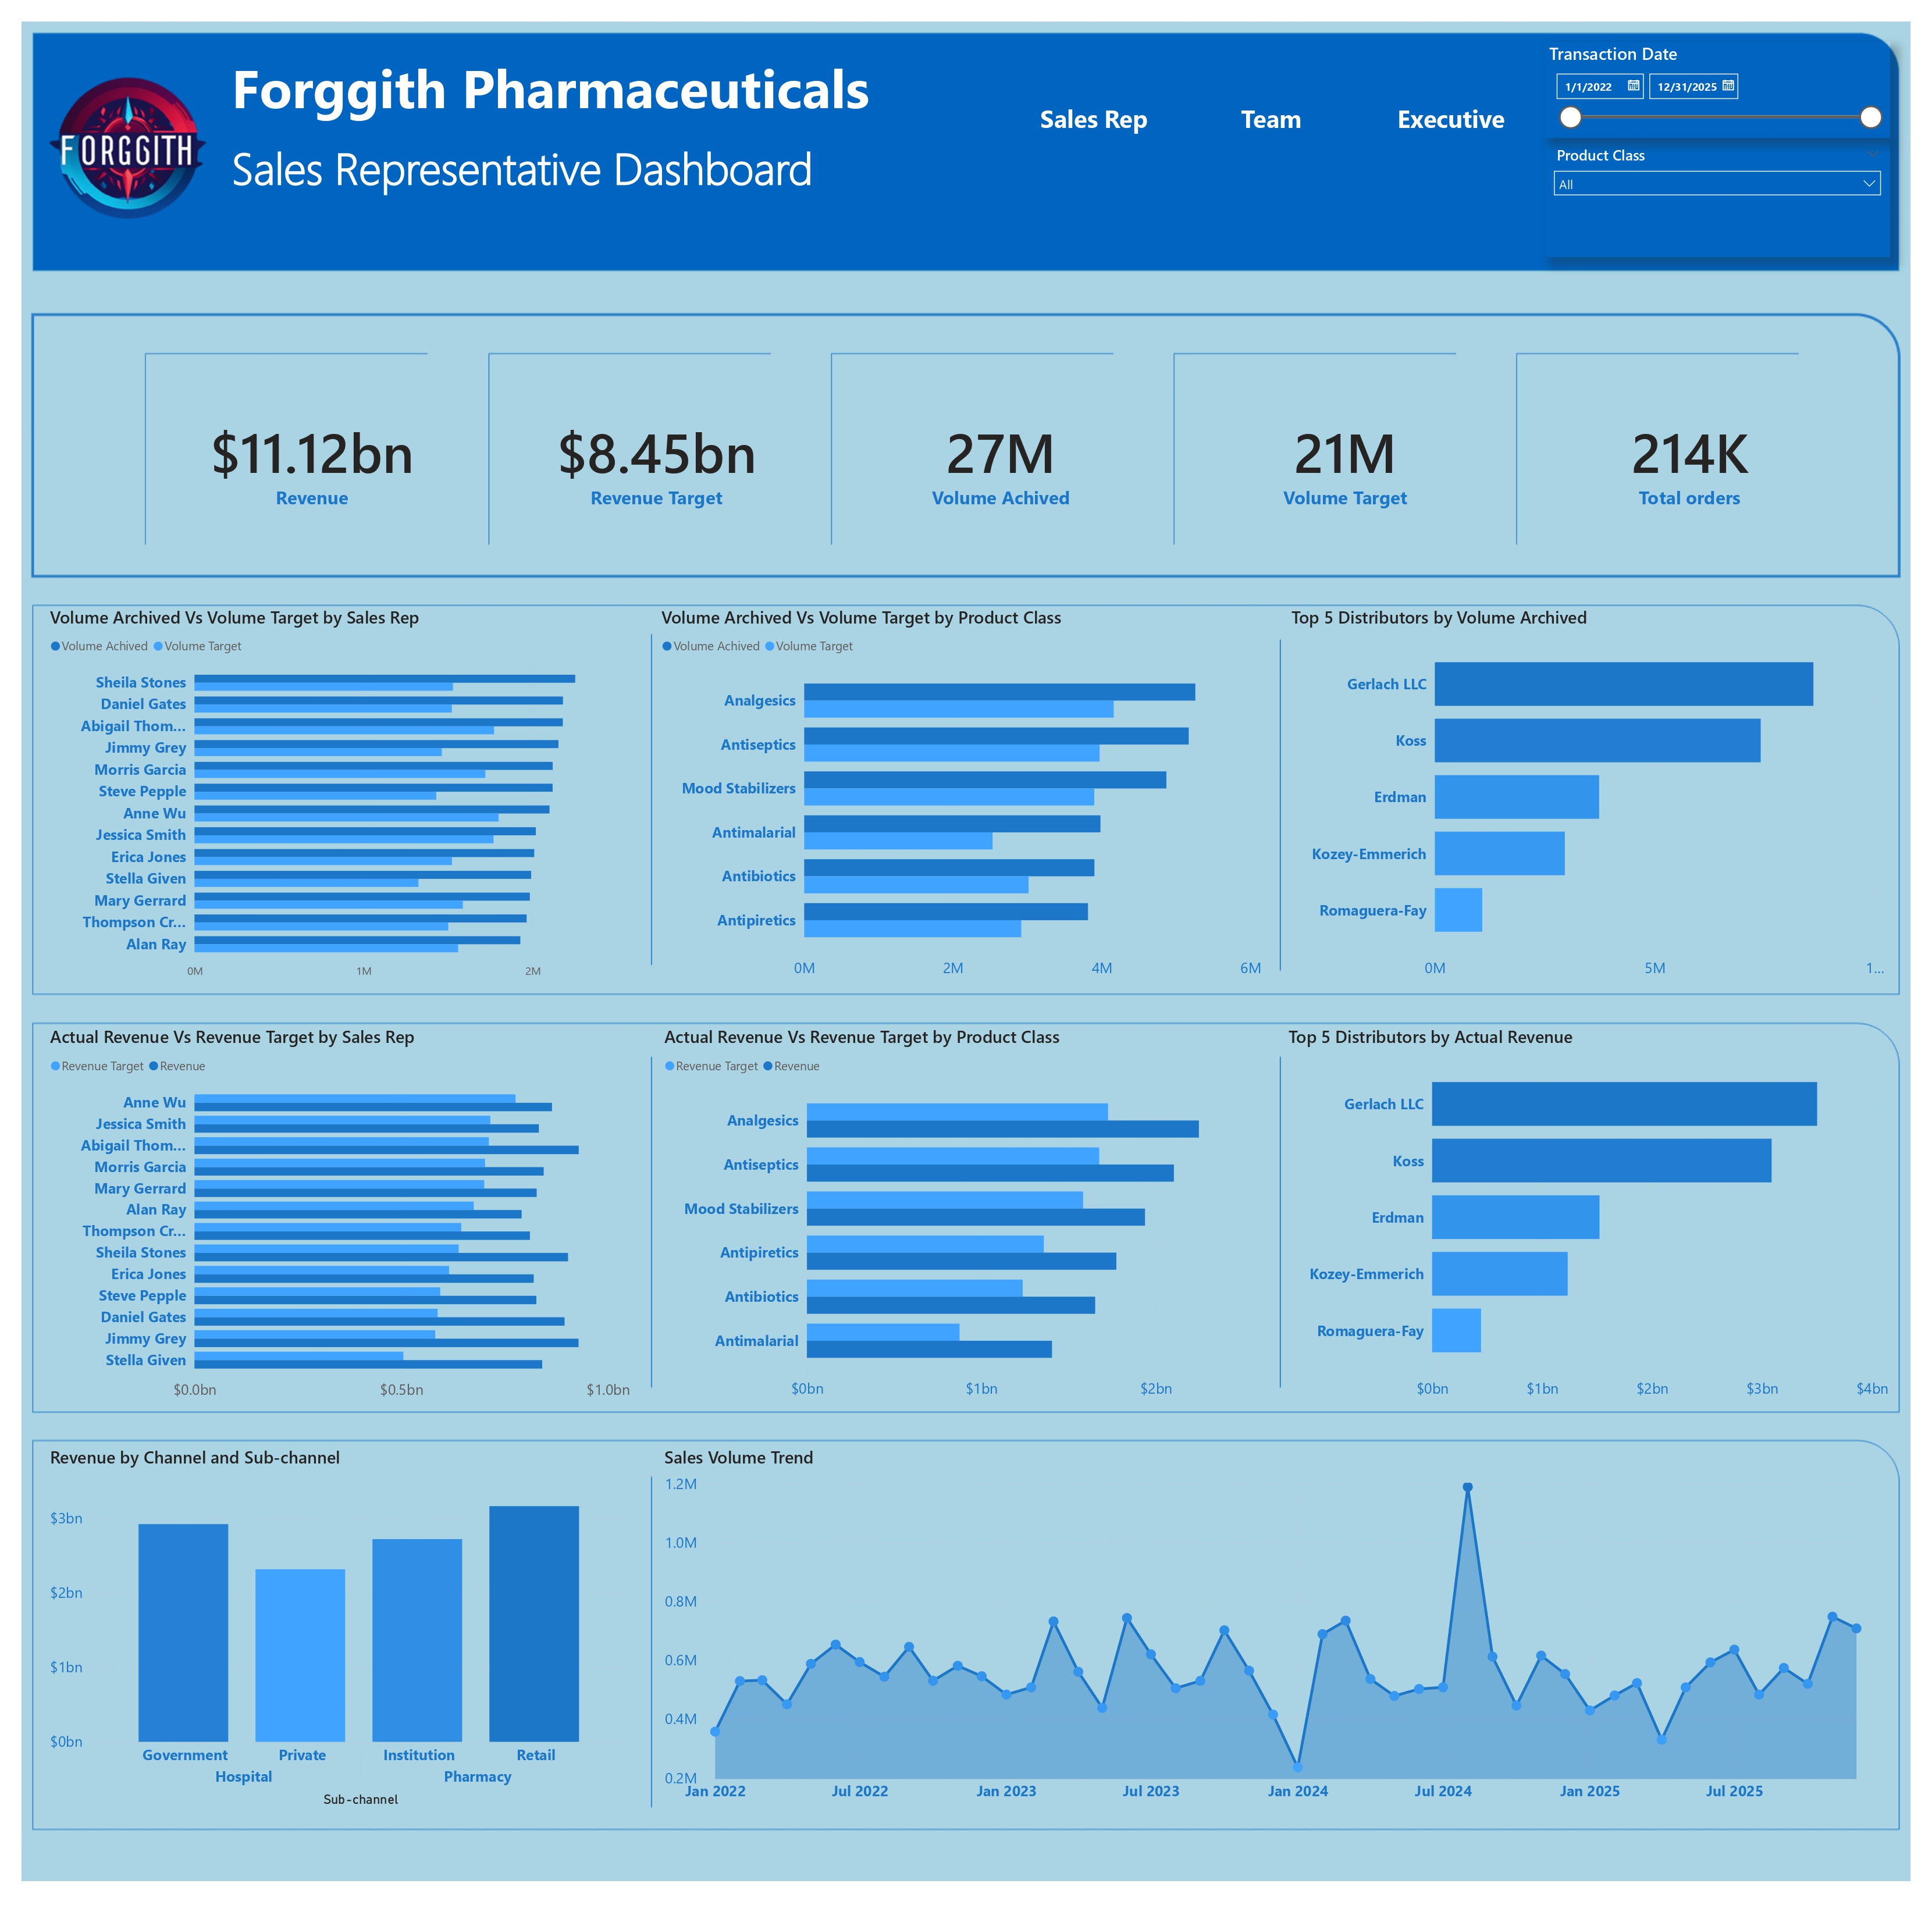 FORGGITH
Forggith Pharmaceuticals
Sales Representative Dashboard
Sales Rep
Team
Executive
Transaction Date
1/1/2022
12/31/2025
Product Class
All
$11.12bn
Revenue
$8.45bn
Revenue Target
27M
Volume Achived
21M
Volume Target
214K
Total orders
Volume Archived Vs Volume Target by Sales Rep
Volume Achived Volume Target
Sheila Stones
Daniel Gates
Abigail Thom...
Jimmy Grey
Morris Garcia
Steve Pepple
Anne Wu
Jessica Smith
Erica Jones
Stella Given
Mary Gerrard
Thompson Cr...
Alan Ray
0M 1M 2M
Volume Archived Vs Volume Target by Product Class
Volume Achived Volume Target
Analgesics
Antiseptics
Mood Stabilizers
Antimalarial
Antibiotics
Antipiretics
0M 2M 4M 6M
Top 5 Distributors by Volume Archived
Gerlach LLC
Koss
Erdman
Kozey-Emmerich
Romaguera-Fay
0M 5M 1...
Actual Revenue Vs Revenue Target by Sales Rep
Revenue Target Revenue
Anne Wu
Jessica Smith
Abigail Thom...
Morris Garcia
Mary Gerrard
Alan Ray
Thompson Cr...
Sheila Stones
Erica Jones
Steve Pepple
Daniel Gates
Jimmy Grey
Stella Given
$0.0bn $0.5bn $1.0bn
Actual Revenue Vs Revenue Target by Product Class
Revenue Target Revenue
Analgesics
Antiseptics
Mood Stabilizers
Antipiretics
Antibiotics
Antimalarial
$0bn $1bn $2bn
Top 5 Distributors by Actual Revenue
Gerlach LLC
Koss
Erdman
Kozey-Emmerich
Romaguera-Fay
$0bn $1bn $2bn $3bn $4bn
Revenue by Channel and Sub-channel
$3bn
$2bn
$1bn
$0bn
Government Private Institution Retail
Hospital Pharmacy
Sub-channel
Sales Volume Trend
1.2M
1.0M
0.8M
0.6M
0.4M
0.2M
Jan 2022 Jul 2022 Jan 2023 Jul 2023 Jan 2024 Jul 2024 Jan 2025 Jul 2025